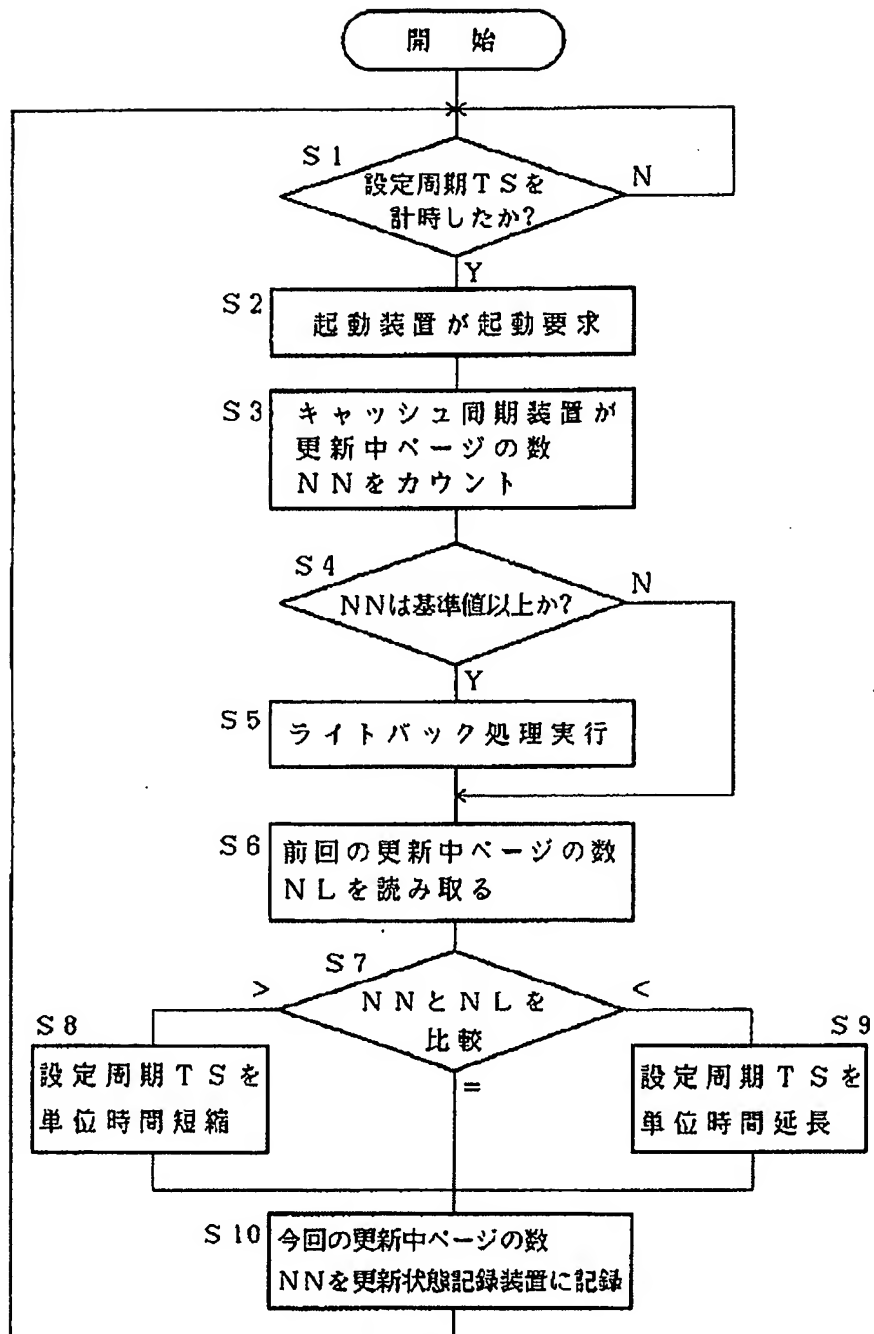 開 始
S1
設定周期TSを
計時したか?
N
Y
S2
起動装置が起動要求
S3
キャッシュ同期装置が
更新中ページの数
NNをカウント
S4
NNは基準値以上か?
N
Y
S5
ライトバック処理実行
S6
前回の更新中ページの数
NLを読み取る
S7
NNとNLを
比較
>
<
=
S8
設定周期TSを
単位時間短縮
S9
設定周期TSを
単位時間延長
S10
今回の更新中ページの数
NNを更新状態記録装置に記録